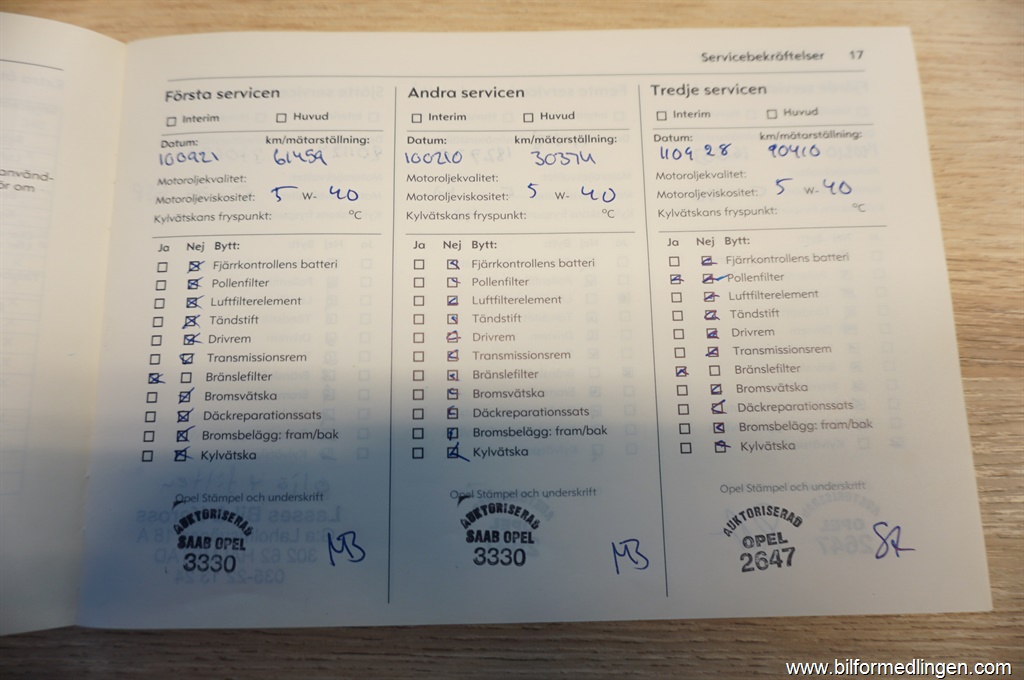 Servicebekräftelser 17
Första servicen
Interim Huvud
Datum: km/mätarställning:
100921 61459
Motoroljekvalitet:
Motoroljeviskositet: 5 W- 40
Kylvätskans fryspunkt: °C
Ja Nej Bytt:
Fjärrkontrollens batteri
Pollenfilter
Luftfilterelement
Tändstift
Drivrem
Transmissionsrem
Bränslefilter
Bromsvätska
Däckreparationssats
Bromsbelägg: fram/bak
Kylvätska
Opel Stämpel och underskrift
AUKTORISERAD
SAAB OPEL
3330
MB
Andra servicen
Interim Huvud
Datum: km/mätarställning:
100210 30374
Motoroljekvalitet:
Motoroljeviskositet: 5 W- 40
Kylvätskans fryspunkt: °C
Ja Nej Bytt:
Fjärrkontrollens batteri
Pollenfilter
Luftfilterelement
Tändstift
Drivrem
Transmissionsrem
Bränslefilter
Bromsvätska
Däckreparationssats
Bromsbelägg: fram/bak
Kylvätska
Opel Stämpel och underskrift
AUKTORISERAD
SAAB OPEL
3330
MB
Tredje servicen
Interim Huvud
Datum: km/mätarställning:
110928 90410
Motoroljekvalitet:
Motoroljeviskositet: 5 W- 40
Kylvätskans fryspunkt: °C
Ja Nej Bytt:
Fjärrkontrollens batteri
Pollenfilter
Luftfilterelement
Tändstift
Drivrem
Transmissionsrem
Bränslefilter
Bromsvätska
Däckreparationssats
Bromsbelägg: fram/bak
Kylvätska
Opel Stämpel och underskrift
AUKTORISERAD
OPEL
2647
SR
www.bilformedlingen.com